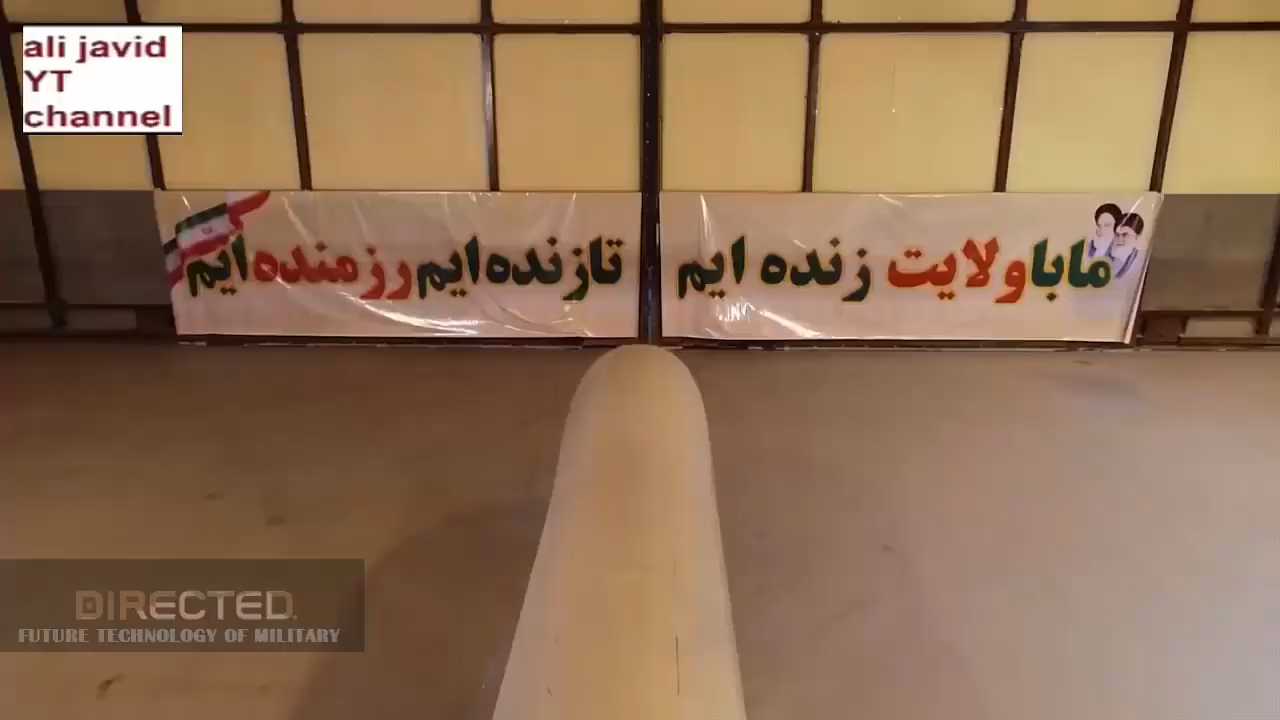 ali javid
YT
channel
ما با ولایت زنده ایم
تا زنده ایم رزمنده ایم
DIRECTED
FUTURE TECHNOLOGY OF MILITARY